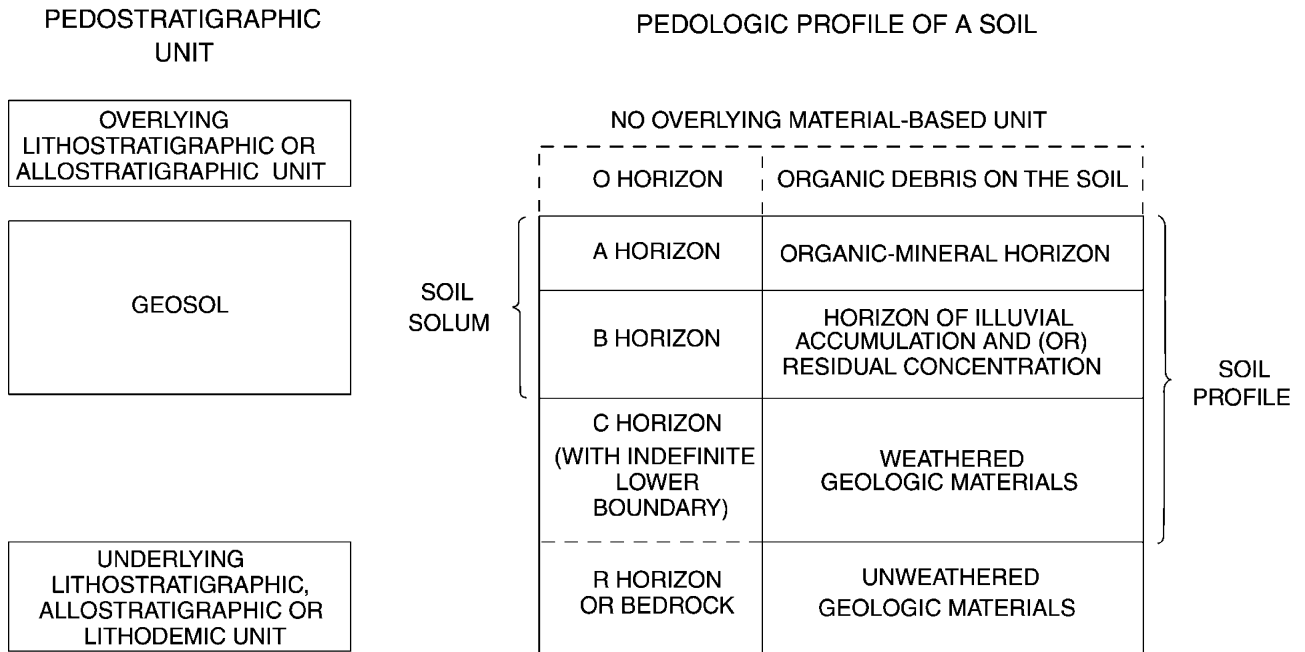 PEDOSTRATIGRAPHIC
UNIT
OVERLYING
LITHOSTRATIGRAPHIC OR
ALLOSTRATIGRAPHIC UNIT
GEOSOL
UNDERLYING
LITHOSTRATIGRAPHIC,
ALLOSTRATIGRAPHIC OR
LITHODEMIC UNIT
PEDOLOGIC PROFILE OF A SOIL
NO OVERLYING MATERIAL-BASED UNIT
O HORIZON
ORGANIC DEBRIS ON THE SOIL
SOIL
SOLUM
A HORIZON
ORGANIC-MINERAL HORIZON
B HORIZON
HORIZON OF ILLUVIAL
ACCUMULATION AND (OR)
RESIDUAL CONCENTRATION
C HORIZON
(WITH INDEFINITE
LOWER
BOUNDARY)
WEATHERED
GEOLOGIC MATERIALS
R HORIZON
OR BEDROCK
UNWEATHERED
GEOLOGIC MATERIALS
SOIL
PROFILE